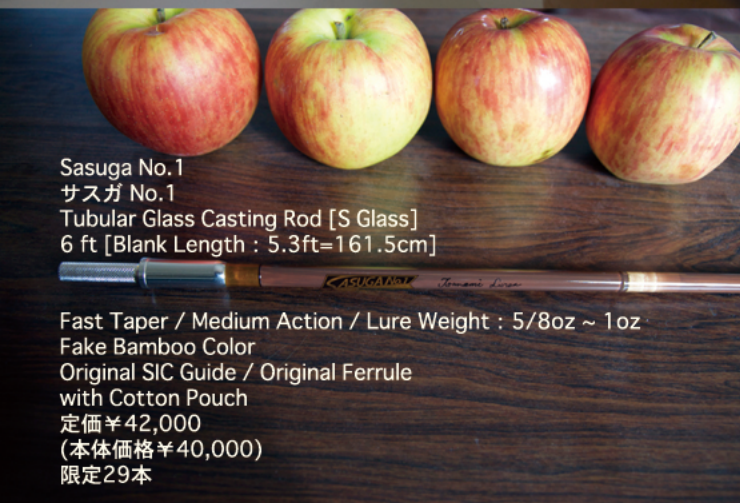 Sasuga No.1
サスガ No.1
Tubular Glass Casting Rod [S Glass]
6 ft [Blank Length : 5.3ft=161.5cm]
SASUGA No.1
Fast Taper / Medium Action / Lure Weight : 5/8oz ~ 1oz
Fake Bamboo Color
Original SIC Guide / Original Ferrule
with Cotton Pouch
定価¥42,000
(本体価格¥40,000)
限定29本